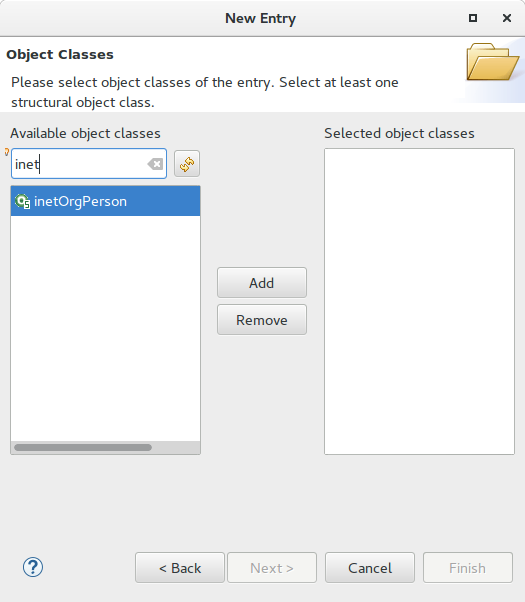 New Entry
Object Classes
Please select object classes of the entry. Select at least one
structural object class.
Available object classes
Selected object classes
inet
inetOrgPerson
Add
Remove
< Back
Next >
Cancel
Finish